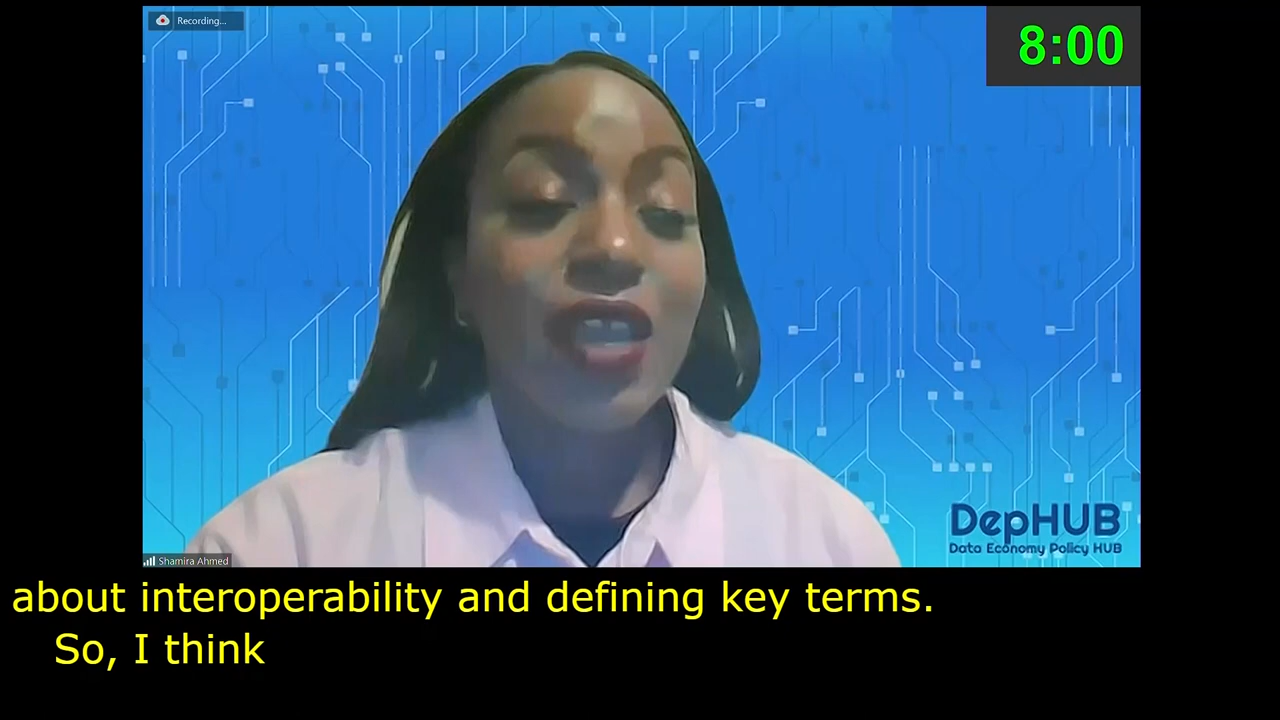 Recording...
8:00
DepHUB
Data Economy Policy HUB
Shamira Ahmed
about interoperability and defining key terms.
So, I think